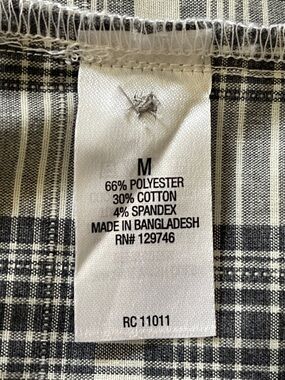 M
66% POLYESTER
30% COTTON
4% SPANDEX
MADE IN BANGLADESH
RN# 129746
RC 11011